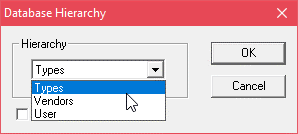 Database Hierarchy
Hierarchy
Types
OK
Types
Vendors
User
Cancel